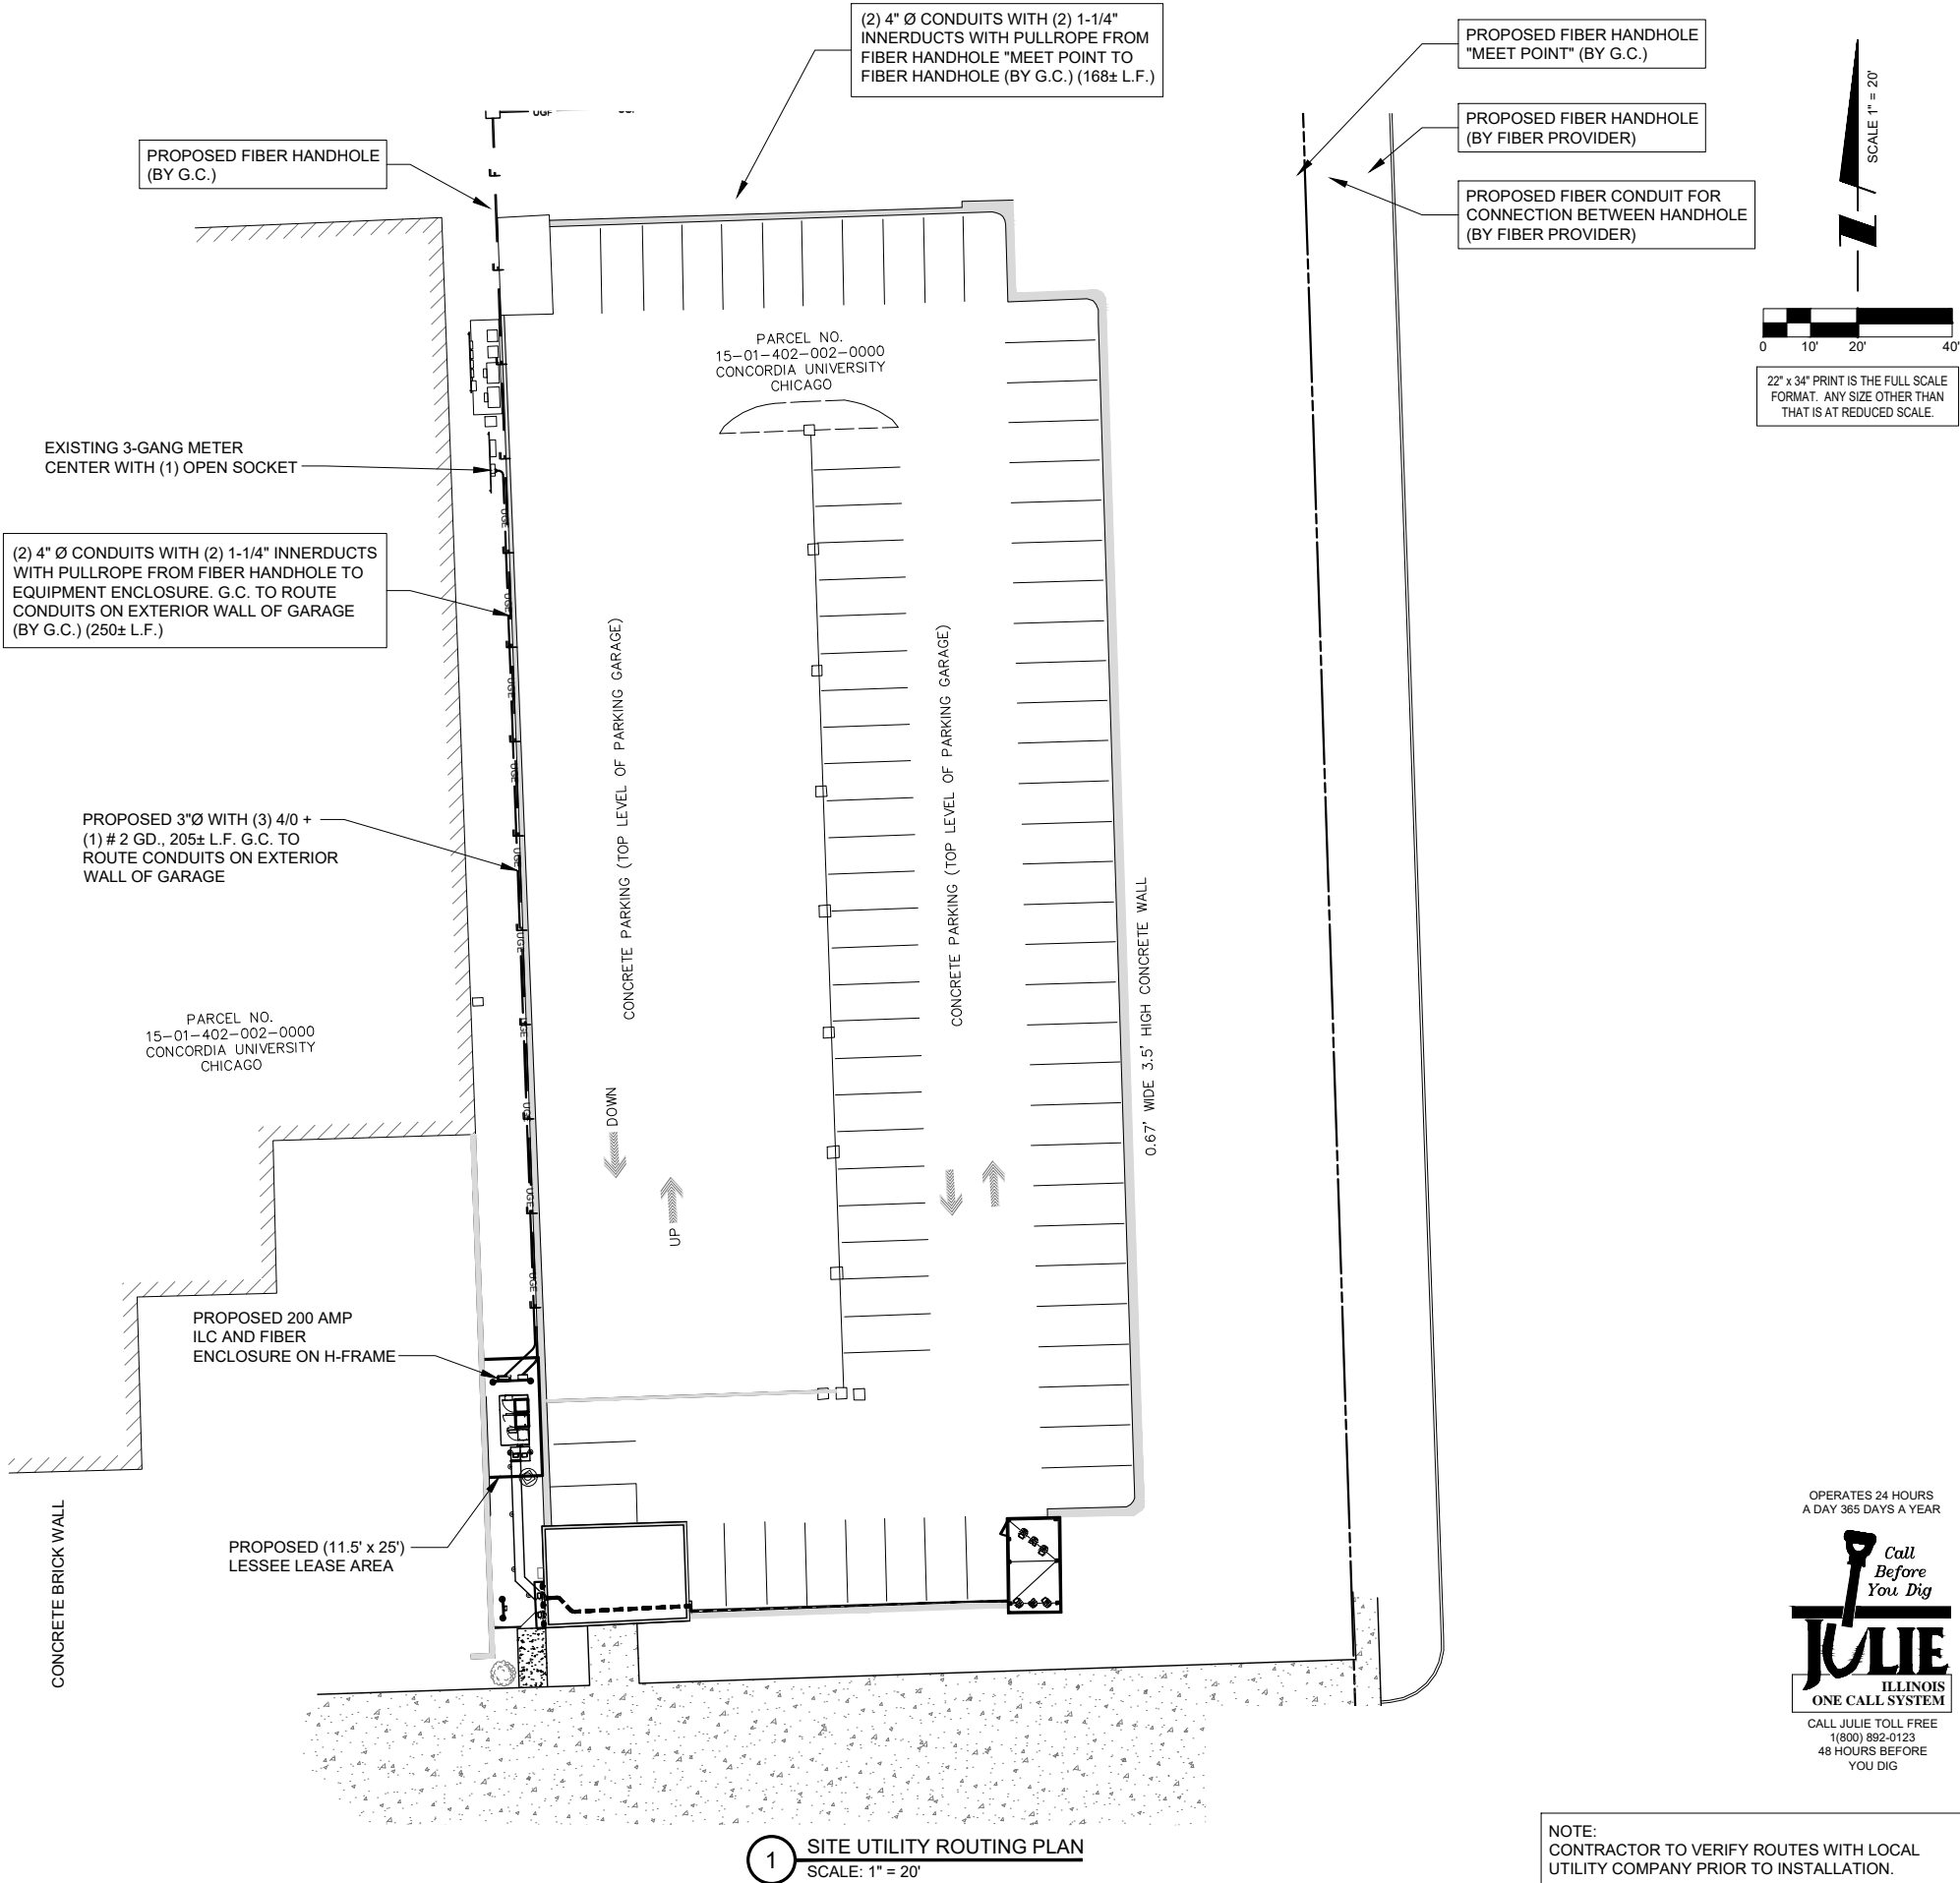 (2) 4" Ø CONDUITS WITH (2) 1-1/4"
INNERDUCTS WITH PULLROPE FROM
FIBER HANDHOLE "MEET POINT TO
FIBER HANDHOLE (BY G.C.) (168± L.F.)
PROPOSED FIBER HANDHOLE
"MEET POINT" (BY G.C.)
PROPOSED FIBER HANDHOLE
(BY FIBER PROVIDER)
PROPOSED FIBER CONDUIT FOR
CONNECTION BETWEEN HANDHOLE
(BY FIBER PROVIDER)
SCALE 1" = 20'
N
0 10' 20' 40'
22" x 34" PRINT IS THE FULL SCALE
FORMAT. ANY SIZE OTHER THAN
THAT IS AT REDUCED SCALE.
PROPOSED FIBER HANDHOLE
(BY G.C.)
UGF
F
F
F
PARCEL NO.
15-01-402-002-0000
CONCORDIA UNIVERSITY
CHICAGO
EXISTING 3-GANG METER
CENTER WITH (1) OPEN SOCKET
(2) 4" Ø CONDUITS WITH (2) 1-1/4" INNERDUCTS
WITH PULLROPE FROM FIBER HANDHOLE TO
EQUIPMENT ENCLOSURE. G.C. TO ROUTE
CONDUITS ON EXTERIOR WALL OF GARAGE
(BY G.C.) (250± L.F.)
UGE
UGE
UGE
UGE
UGE
UGE
UGE
UGE
UGE
UGE
CONCRETE PARKING (TOP LEVEL OF PARKING GARAGE)
CONCRETE PARKING (TOP LEVEL OF PARKING GARAGE)
PROPOSED 3"Ø WITH (3) 4/0 +
(1) # 2 GD., 205± L.F. G.C. TO
ROUTE CONDUITS ON EXTERIOR
WALL OF GARAGE
0.67' WIDE 3.5' HIGH CONCRETE WALL
PARCEL NO.
15-01-402-002-0000
CONCORDIA UNIVERSITY
CHICAGO
DOWN
UP
PROPOSED 200 AMP
ILC AND FIBER
ENCLOSURE ON H-FRAME
PROPOSED (11.5' x 25')
LESSEE LEASE AREA
CONCRETE BRICK WALL
OPERATES 24 HOURS
A DAY 365 DAYS A YEAR
Call
Before
You Dig
JULIE
ILLINOIS
ONE CALL SYSTEM
CALL JULIE TOLL FREE
1(800) 892-0123
48 HOURS BEFORE
YOU DIG
1 SITE UTILITY ROUTING PLAN
SCALE: 1" = 20'
NOTE:
CONTRACTOR TO VERIFY ROUTES WITH LOCAL
UTILITY COMPANY PRIOR TO INSTALLATION.